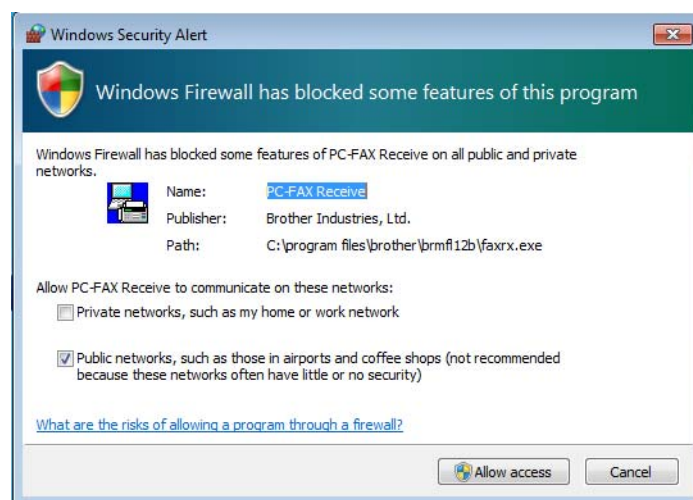 Windows Security Alert
Windows Firewall has blocked some features of this program
Windows Firewall has blocked some features of PC-FAX Receive on all public and private
networks.
Name: PC-FAX Receive
Publisher: Brother Industries, Ltd.
Path: C:\program files\brother\brmfl12b\faxrx.exe
Allow PC-FAX Receive to communicate on these networks:
Private networks, such as my home or work network
Public networks, such as those in airports and coffee shops (not recommended
because these networks often have little or no security)
What are the risks of allowing a program through a firewall?
Allow access Cancel